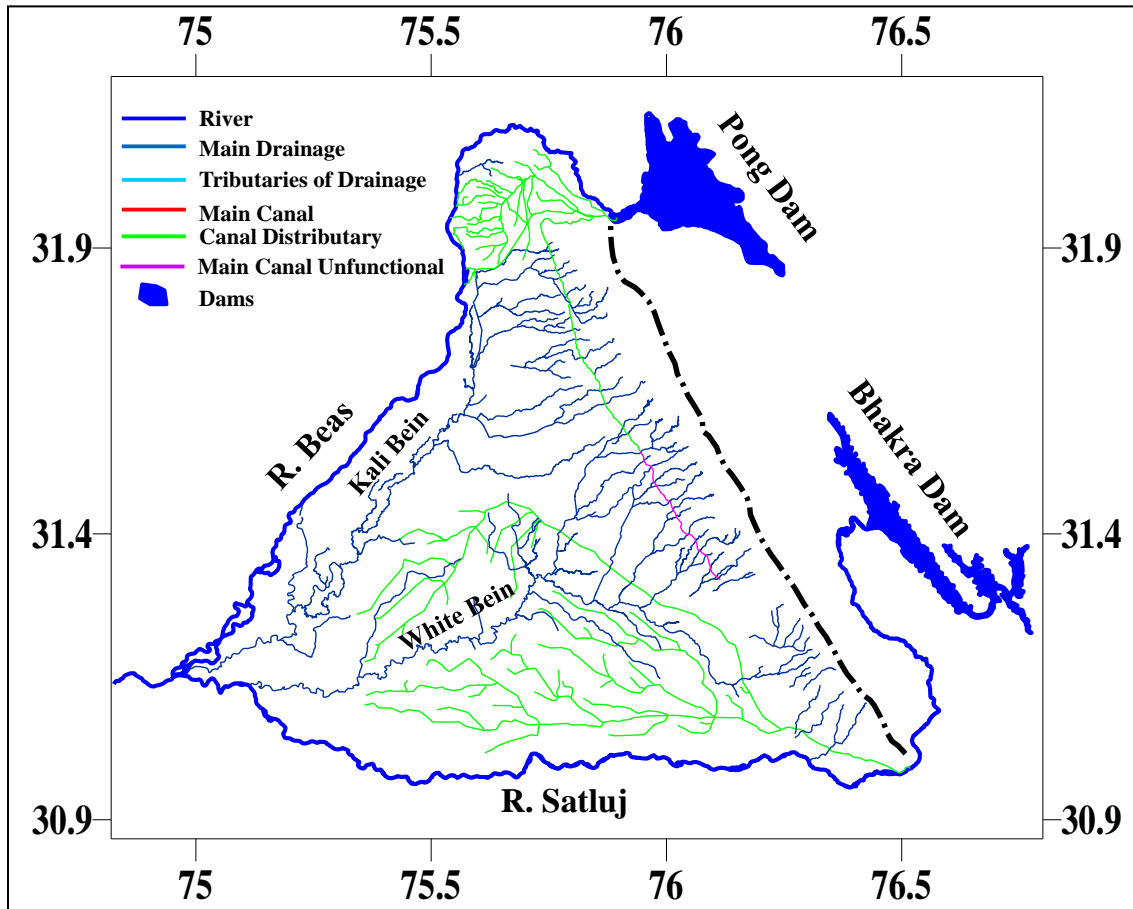 75 75.5 76 76.5
River
Main Drainage
Tributaries of Drainage
Main Canal
Canal Distributary
Main Canal Unfunctional
Dams
Pong Dam
31.9 31.9
R. Beas
Kali Bein
Bhakra Dam
31.4 31.4
White Bein
R. Satluj
30.9 30.9
75 75.5 76 76.5